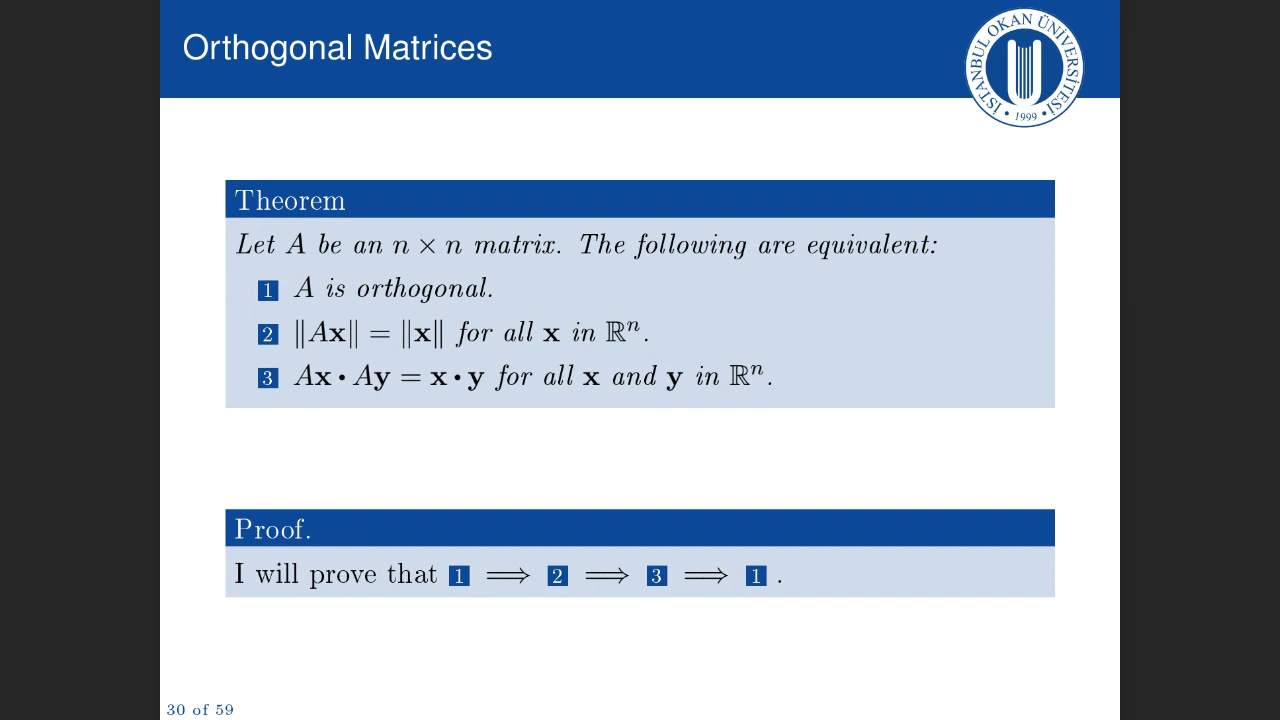 Orthogonal Matrices
İSTANBUL OKAN ÜNİVERSİTESİ
• 1999 •
Theorem
Let A be an n × n matrix. The following are equivalent:
1 A is orthogonal.
2 ‖Ax‖ = ‖x‖ for all x in ℝⁿ.
3 Ax • Ay = x • y for all x and y in ℝⁿ.
Proof.
I will prove that 1 ⟹ 2 ⟹ 3 ⟹ 1 .
30 of 59